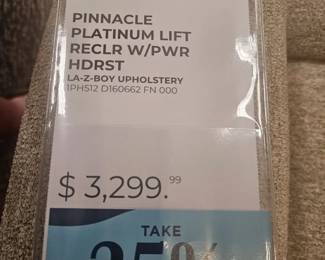 PINNACLE
PLATINUM LIFT
RECLR W/PWR
HDRST
LA-Z-BOY UPHOLSTERY
1PH512 D160662 FN 000
$ 3,299.99
TAKE